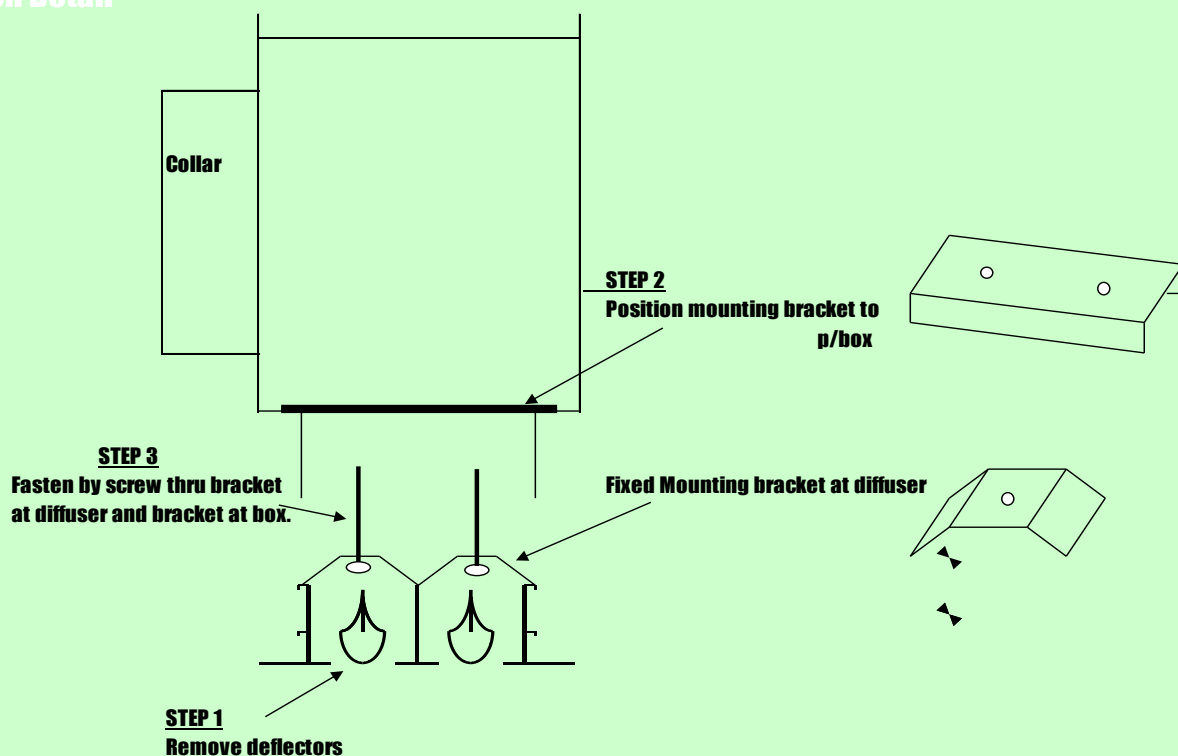 Detail
Collar
STEP 2
Position mounting bracket to
p/box
STEP 3
Fasten by screw thru bracket
at diffuser and bracket at box.
Fixed Mounting bracket at diffuser
STEP 1
Remove deflectors